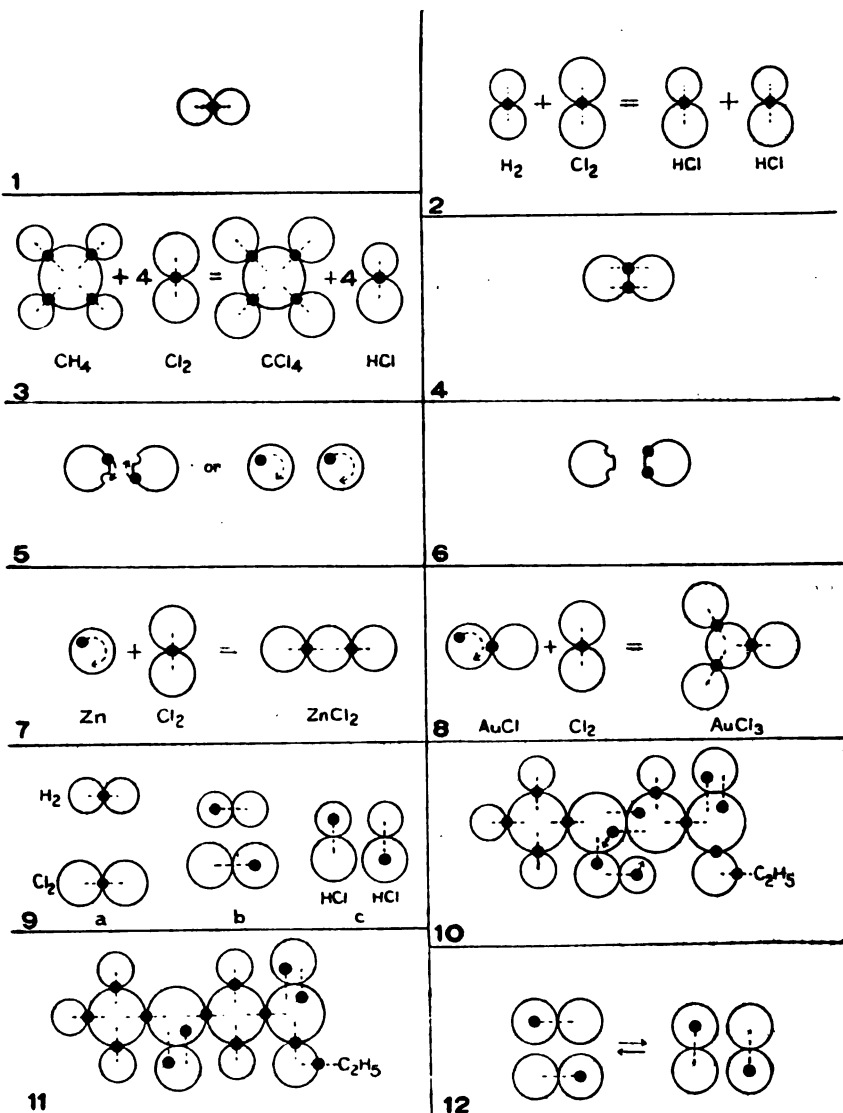 1
+ = +
H2 Cl2 HCl HCl
2
+ 4 = + 4
CH4 Cl2 CCl4 HCl
3
4
or
5
6
+ =
Zn Cl2 ZnCl2
7
+ =
AuCl Cl2 AuCl3
8
H2
Cl2
HCl HCl
9 a b c
C2H5
10
C2H5
11
⇌
12